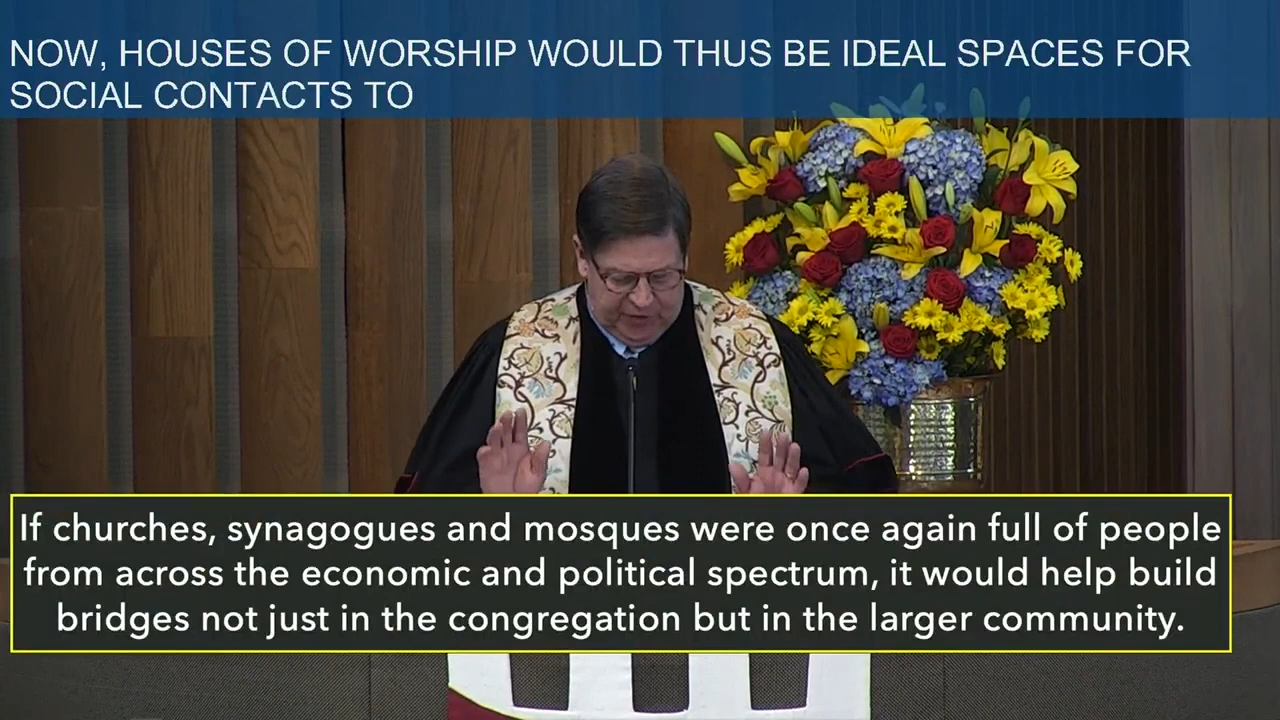 NOW, HOUSES OF WORSHIP WOULD THUS BE IDEAL SPACES FOR
SOCIAL CONTACTS TO
If churches, synagogues and mosques were once again full of people
from across the economic and political spectrum, it would help build
bridges not just in the congregation but in the larger community.